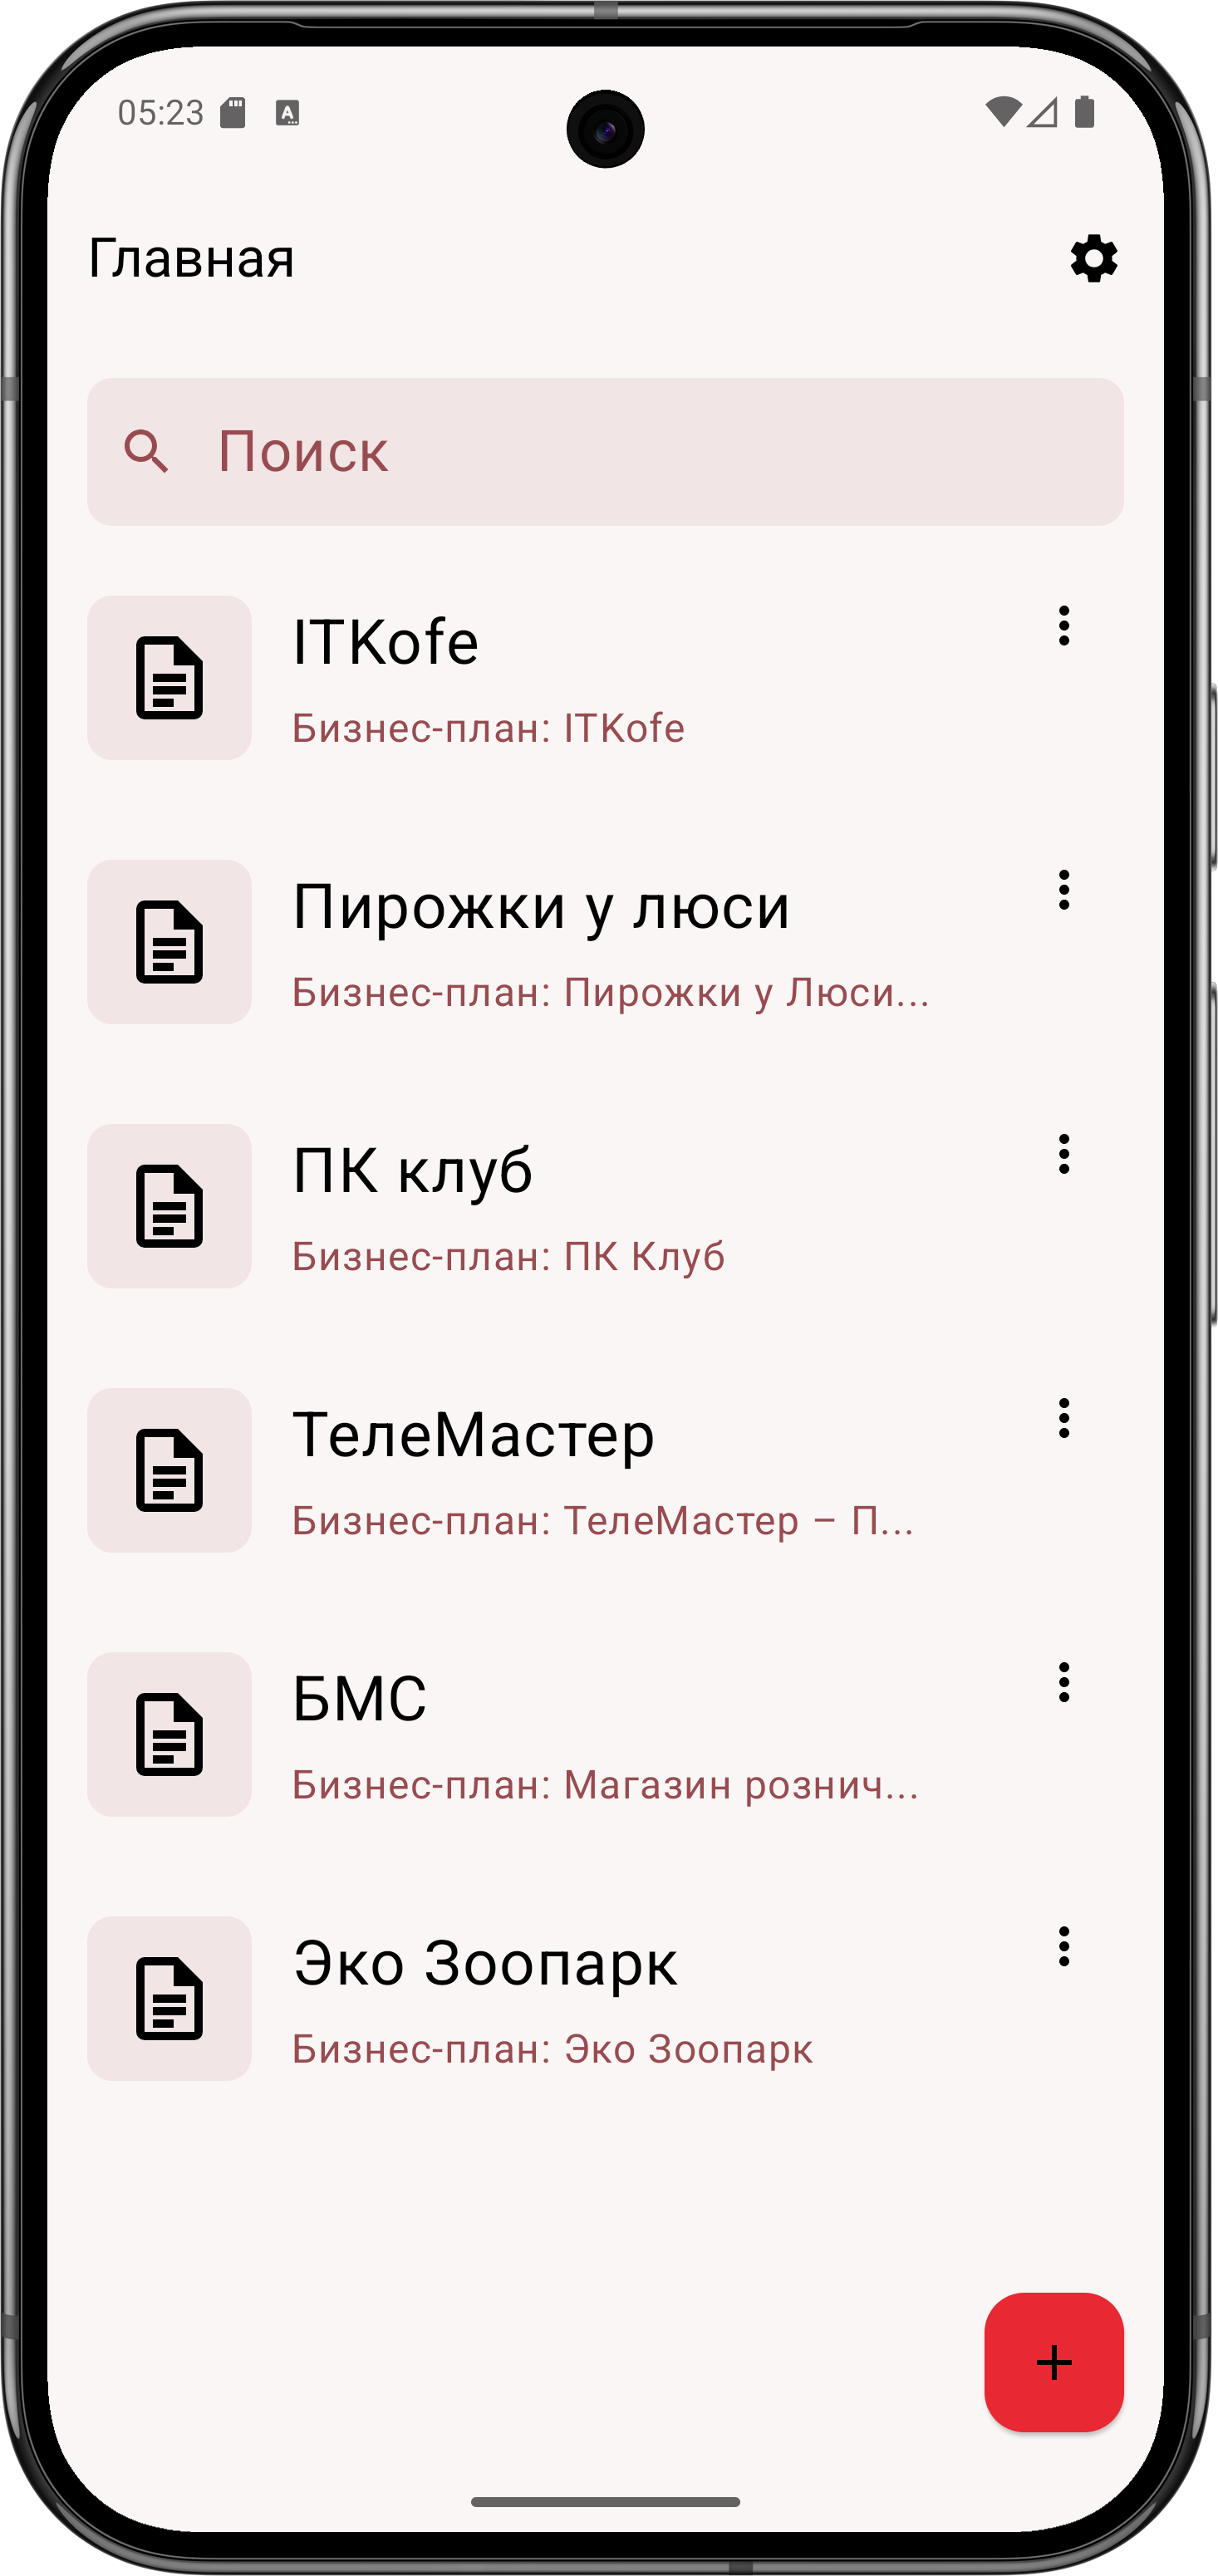 05:23
Главная
Поиск
ITKofe
Бизнес-план: ITKofe
Пирожки у люси
Бизнес-план: Пирожки у Люси...
ПК клуб
Бизнес-план: ПК Клуб
ТелеМастер
Бизнес-план: ТелеМастер – П...
БМС
Бизнес-план: Магазин рознич...
Эко Зоопарк
Бизнес-план: Эко Зоопарк